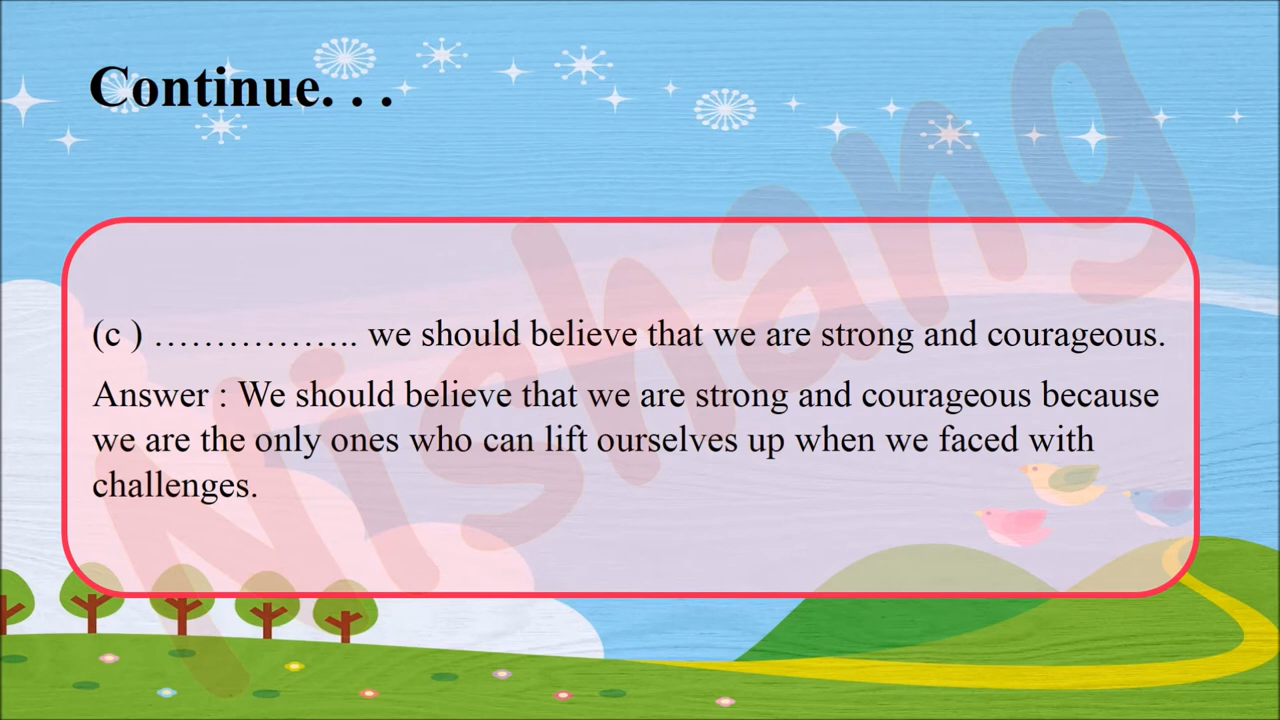 Continue. . .
(c ) …………….. we should believe that we are strong and courageous.
Answer : We should believe that we are strong and courageous because
we are the only ones who can lift ourselves up when we faced with
challenges.
Nishang